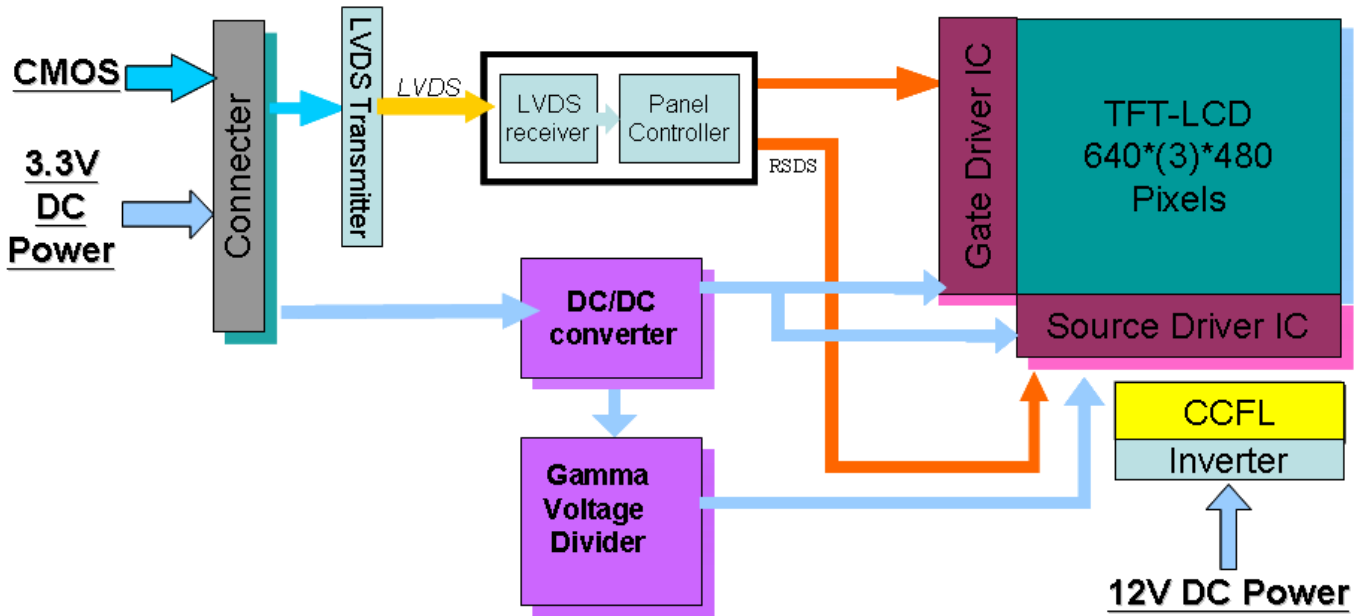 CMOS
3.3V
DC
Power
Connecter
LVDS Transmitter
LVDS
LVDS
receiver
Panel
Controller
RSDS
Gate Driver IC
TFT-LCD
640*(3)*480
Pixels
Source Driver IC
DC/DC
converter
Gamma
Voltage
Divider
CCFL
Inverter
12V DC Power